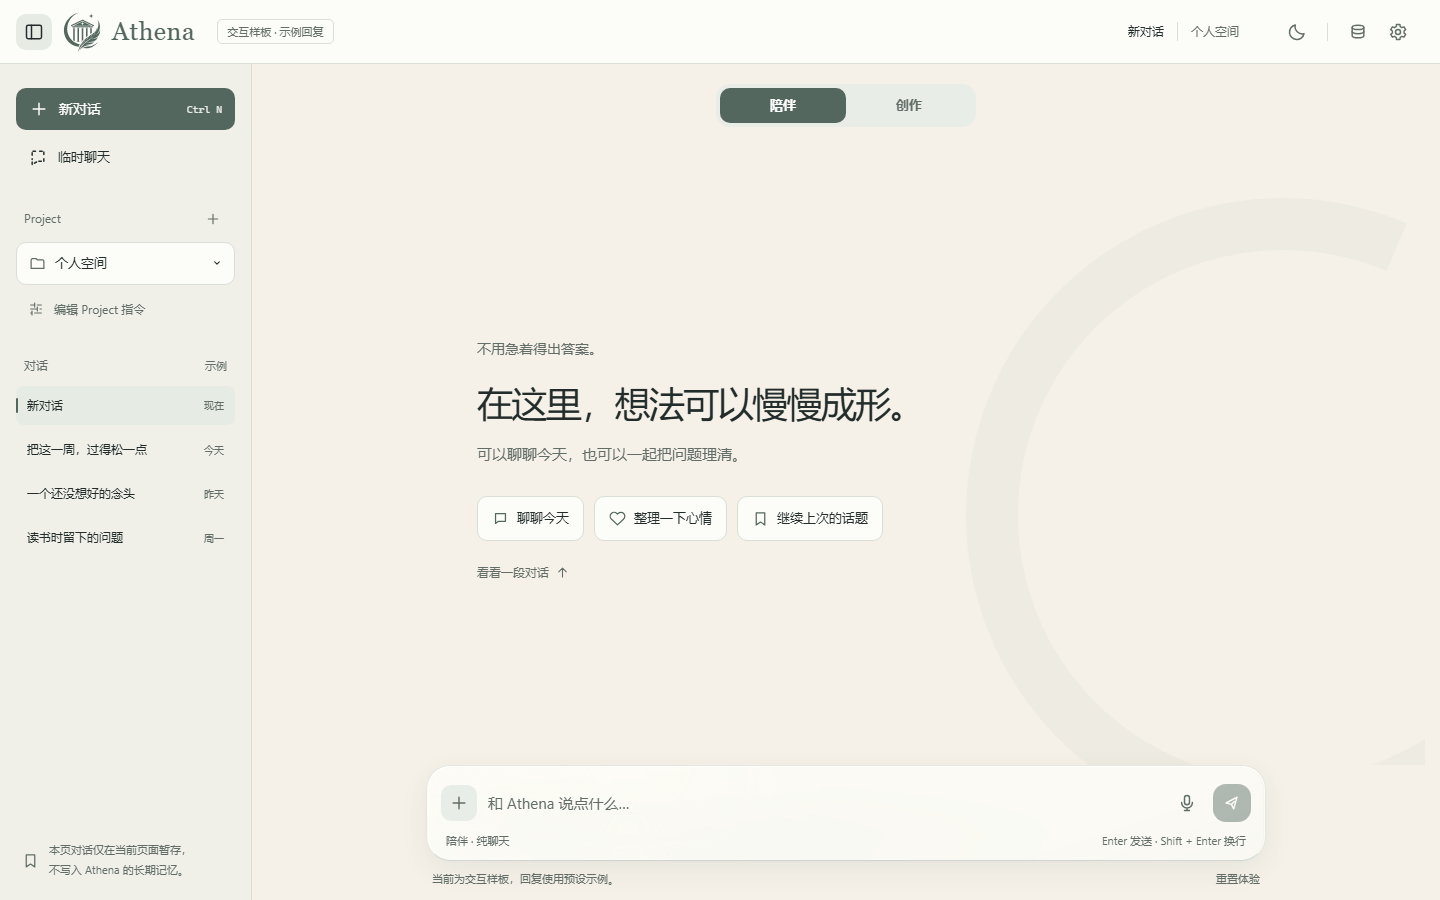 Athena
交互样板 · 示例回复
新对话
个人空间
新对话 Ctrl N
临时聊天
Project
个人空间
编辑 Project 指令
对话 示例
新对话 现在
把这一周，过得松一点 今天
一个还没想好的念头 昨天
读书时留下的问题 周一
本页对话仅在当前页面暂存，
不写入 Athena 的长期记忆。
陪伴 创作
不用急着得出答案。
在这里，想法可以慢慢成形。
可以聊聊今天，也可以一起把问题理清。
聊聊今天 整理一下心情 继续上次的话题
看看一段对话
和 Athena 说点什么...
陪伴 · 纯聊天 Enter 发送 · Shift + Enter 换行
当前为交互样板，回复使用预设示例。 重置体验